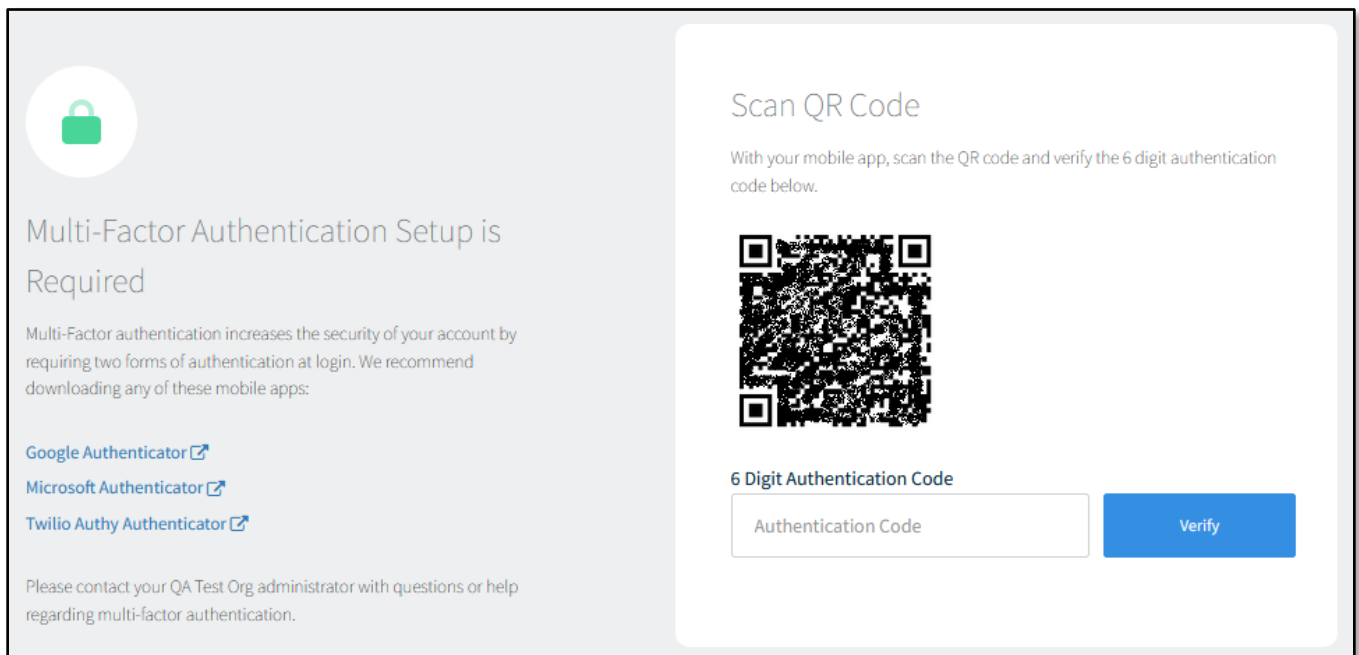 Multi-Factor Authentication Setup is
Required
Multi-Factor authentication increases the security of your account by
requiring two forms of authentication at login. We recommend
downloading any of these mobile apps:
Google Authenticator
Microsoft Authenticator
Twilio Authy Authenticator
Please contact your QA Test Org administrator with questions or help
regarding multi-factor authentication.
Scan QR Code
With your mobile app, scan the QR code and verify the 6 digit authentication
code below.
6 Digit Authentication Code
Authentication Code
Verify